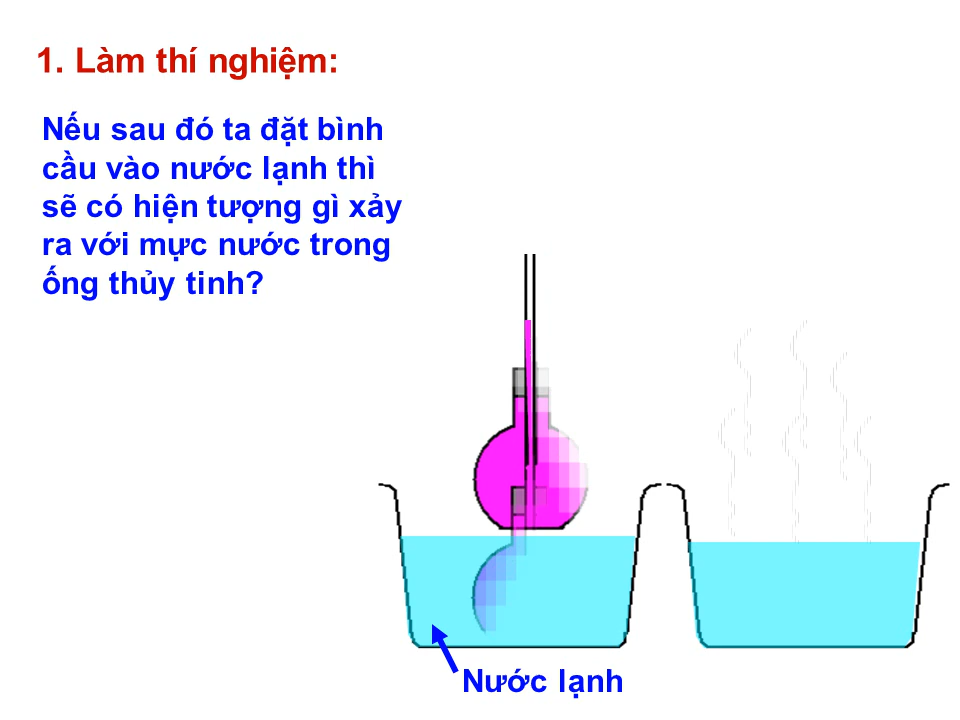 1. Làm thí nghiệm:
Nếu sau đó ta đặt bình
cầu vào nước lạnh thì
sẽ có hiện tượng gì xảy
ra với mực nước trong
ống thủy tinh?
Nước lạnh